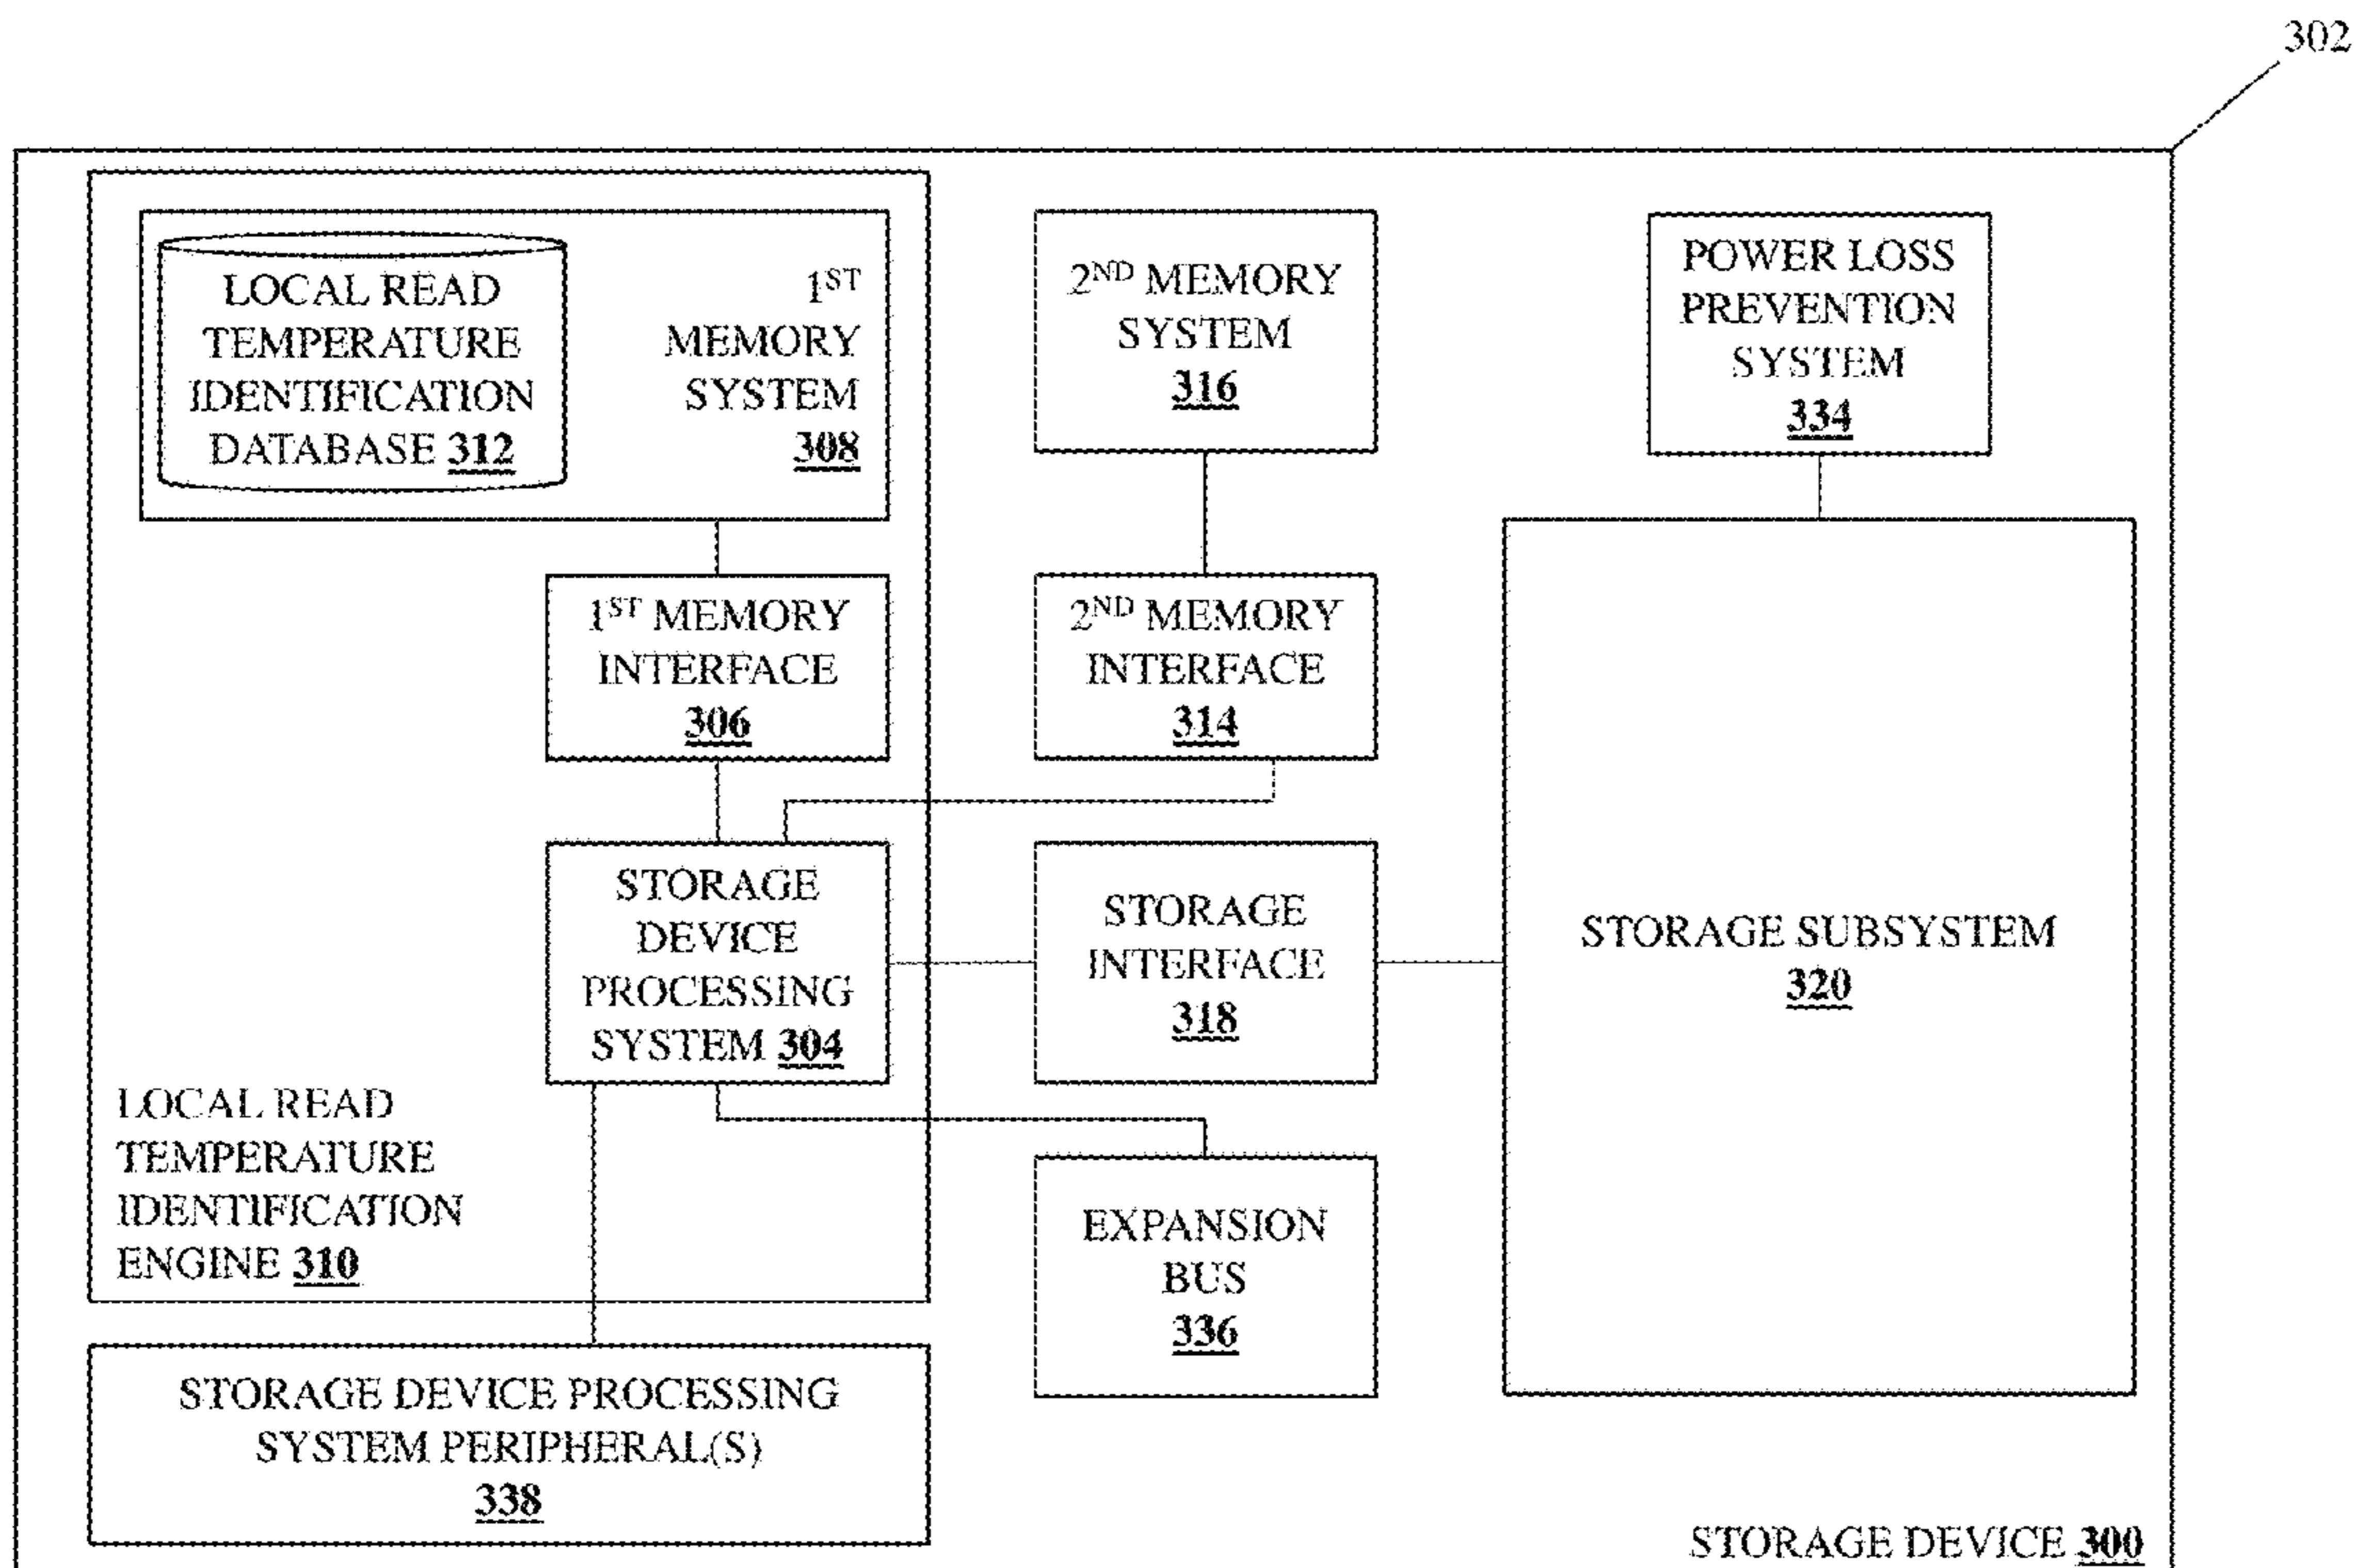 302
LOCAL READ
TEMPERATURE
IDENTIFICATION
DATABASE 312
1ST
MEMORY
SYSTEM
308
2ND MEMORY
SYSTEM
316
POWER LOSS
PREVENTION
SYSTEM
334
1ST MEMORY
INTERFACE
306
2ND MEMORY
INTERFACE
314
STORAGE
DEVICE
PROCESSING
SYSTEM 304
STORAGE
INTERFACE
318
STORAGE SUBSYSTEM
320
LOCAL READ
TEMPERATURE
IDENTIFICATION
ENGINE 310
EXPANSION
BUS
336
STORAGE DEVICE PROCESSING
SYSTEM PERIPHERAL(S)
338
STORAGE DEVICE 300